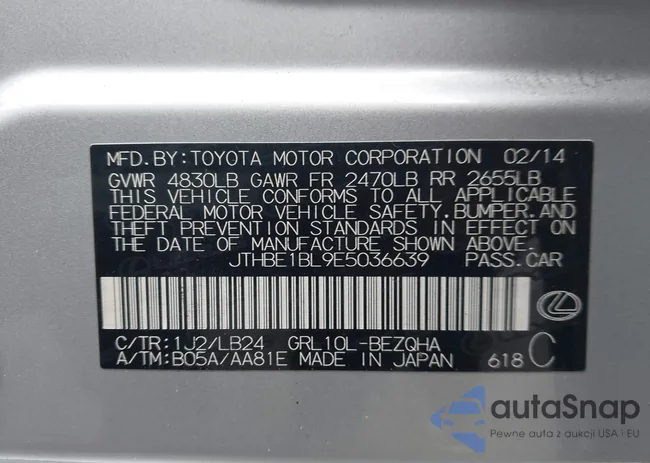 MFD.BY:TOYOTA MOTOR CORPORATION 02/14
GVWR 4830LB GAWR FR 2470LB RR 2655LB
THIS VEHICLE CONFORMS TO ALL APPLICABLE
FEDERAL MOTOR VEHICLE SAFETY,BUMPER,AND
THEFT PREVENTION STANDARDS IN EFFECT ON
THE DATE OF MANUFACTURE SHOWN ABOVE.
JTHBE1BL9E5036639 PASS.CAR
C/TR:1J2/LB24 GRL10L-BEZQHA
A/TM:B05A/AA81E MADE IN JAPAN 618 C
autaSnap
Pewne auta z aukcji USA i EU